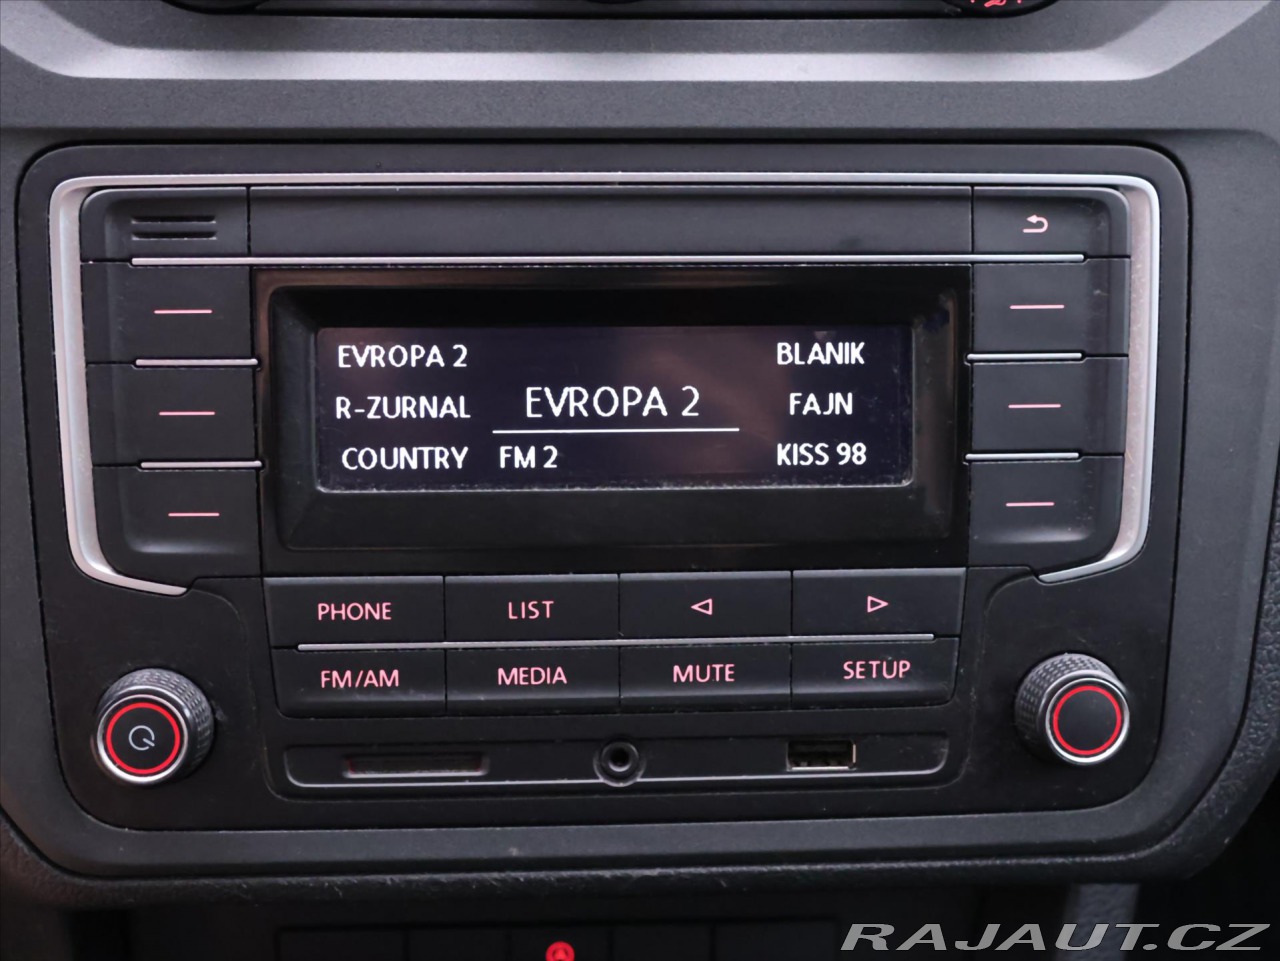 EVROPA 2
BLANIK
R-ZURNAL
EVROPA 2
FAJN
COUNTRY
FM 2
KISS 98
PHONE
LIST
FM/AM
MEDIA
MUTE
SETUP
RAJAUT.CZ